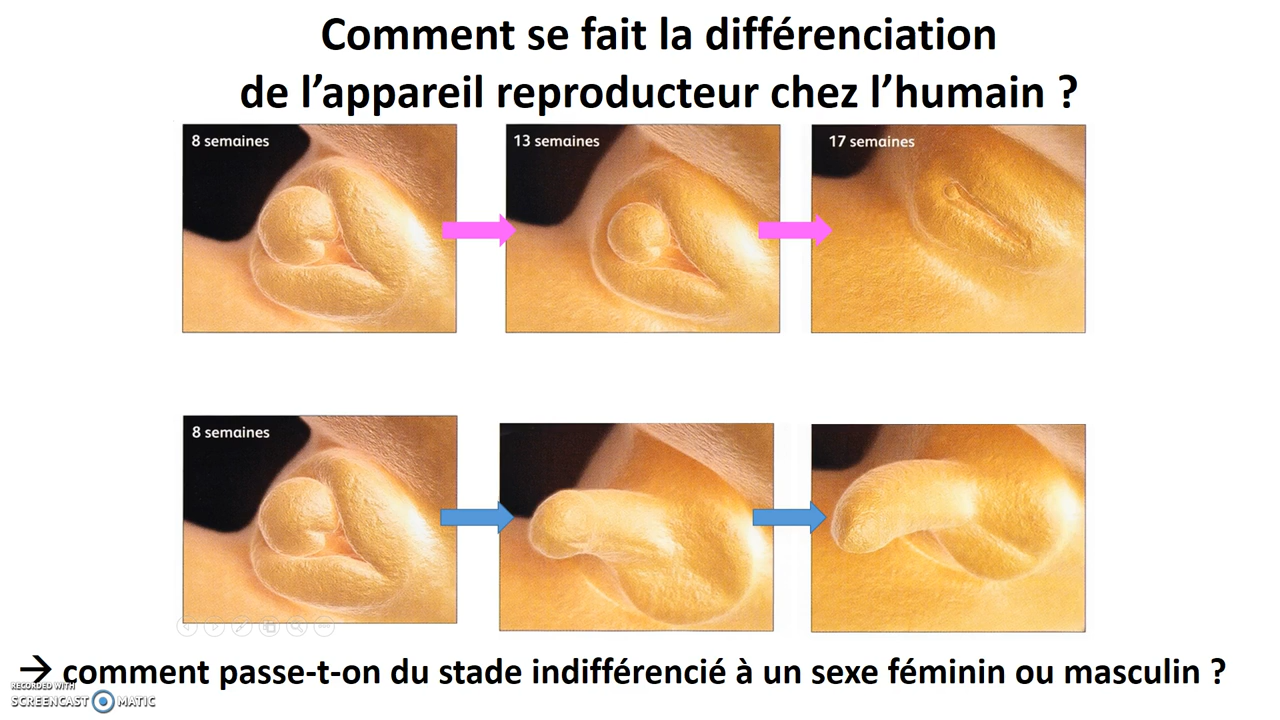 Comment se fait la différenciation
de l'appareil reproducteur chez l'humain ?
8 semaines
13 semaines
17 semaines
8 semaines
→ comment passe-t-on du stade indifférencié à un sexe féminin ou masculin ?
RECORDED WITH
SCREENCAST MATIC